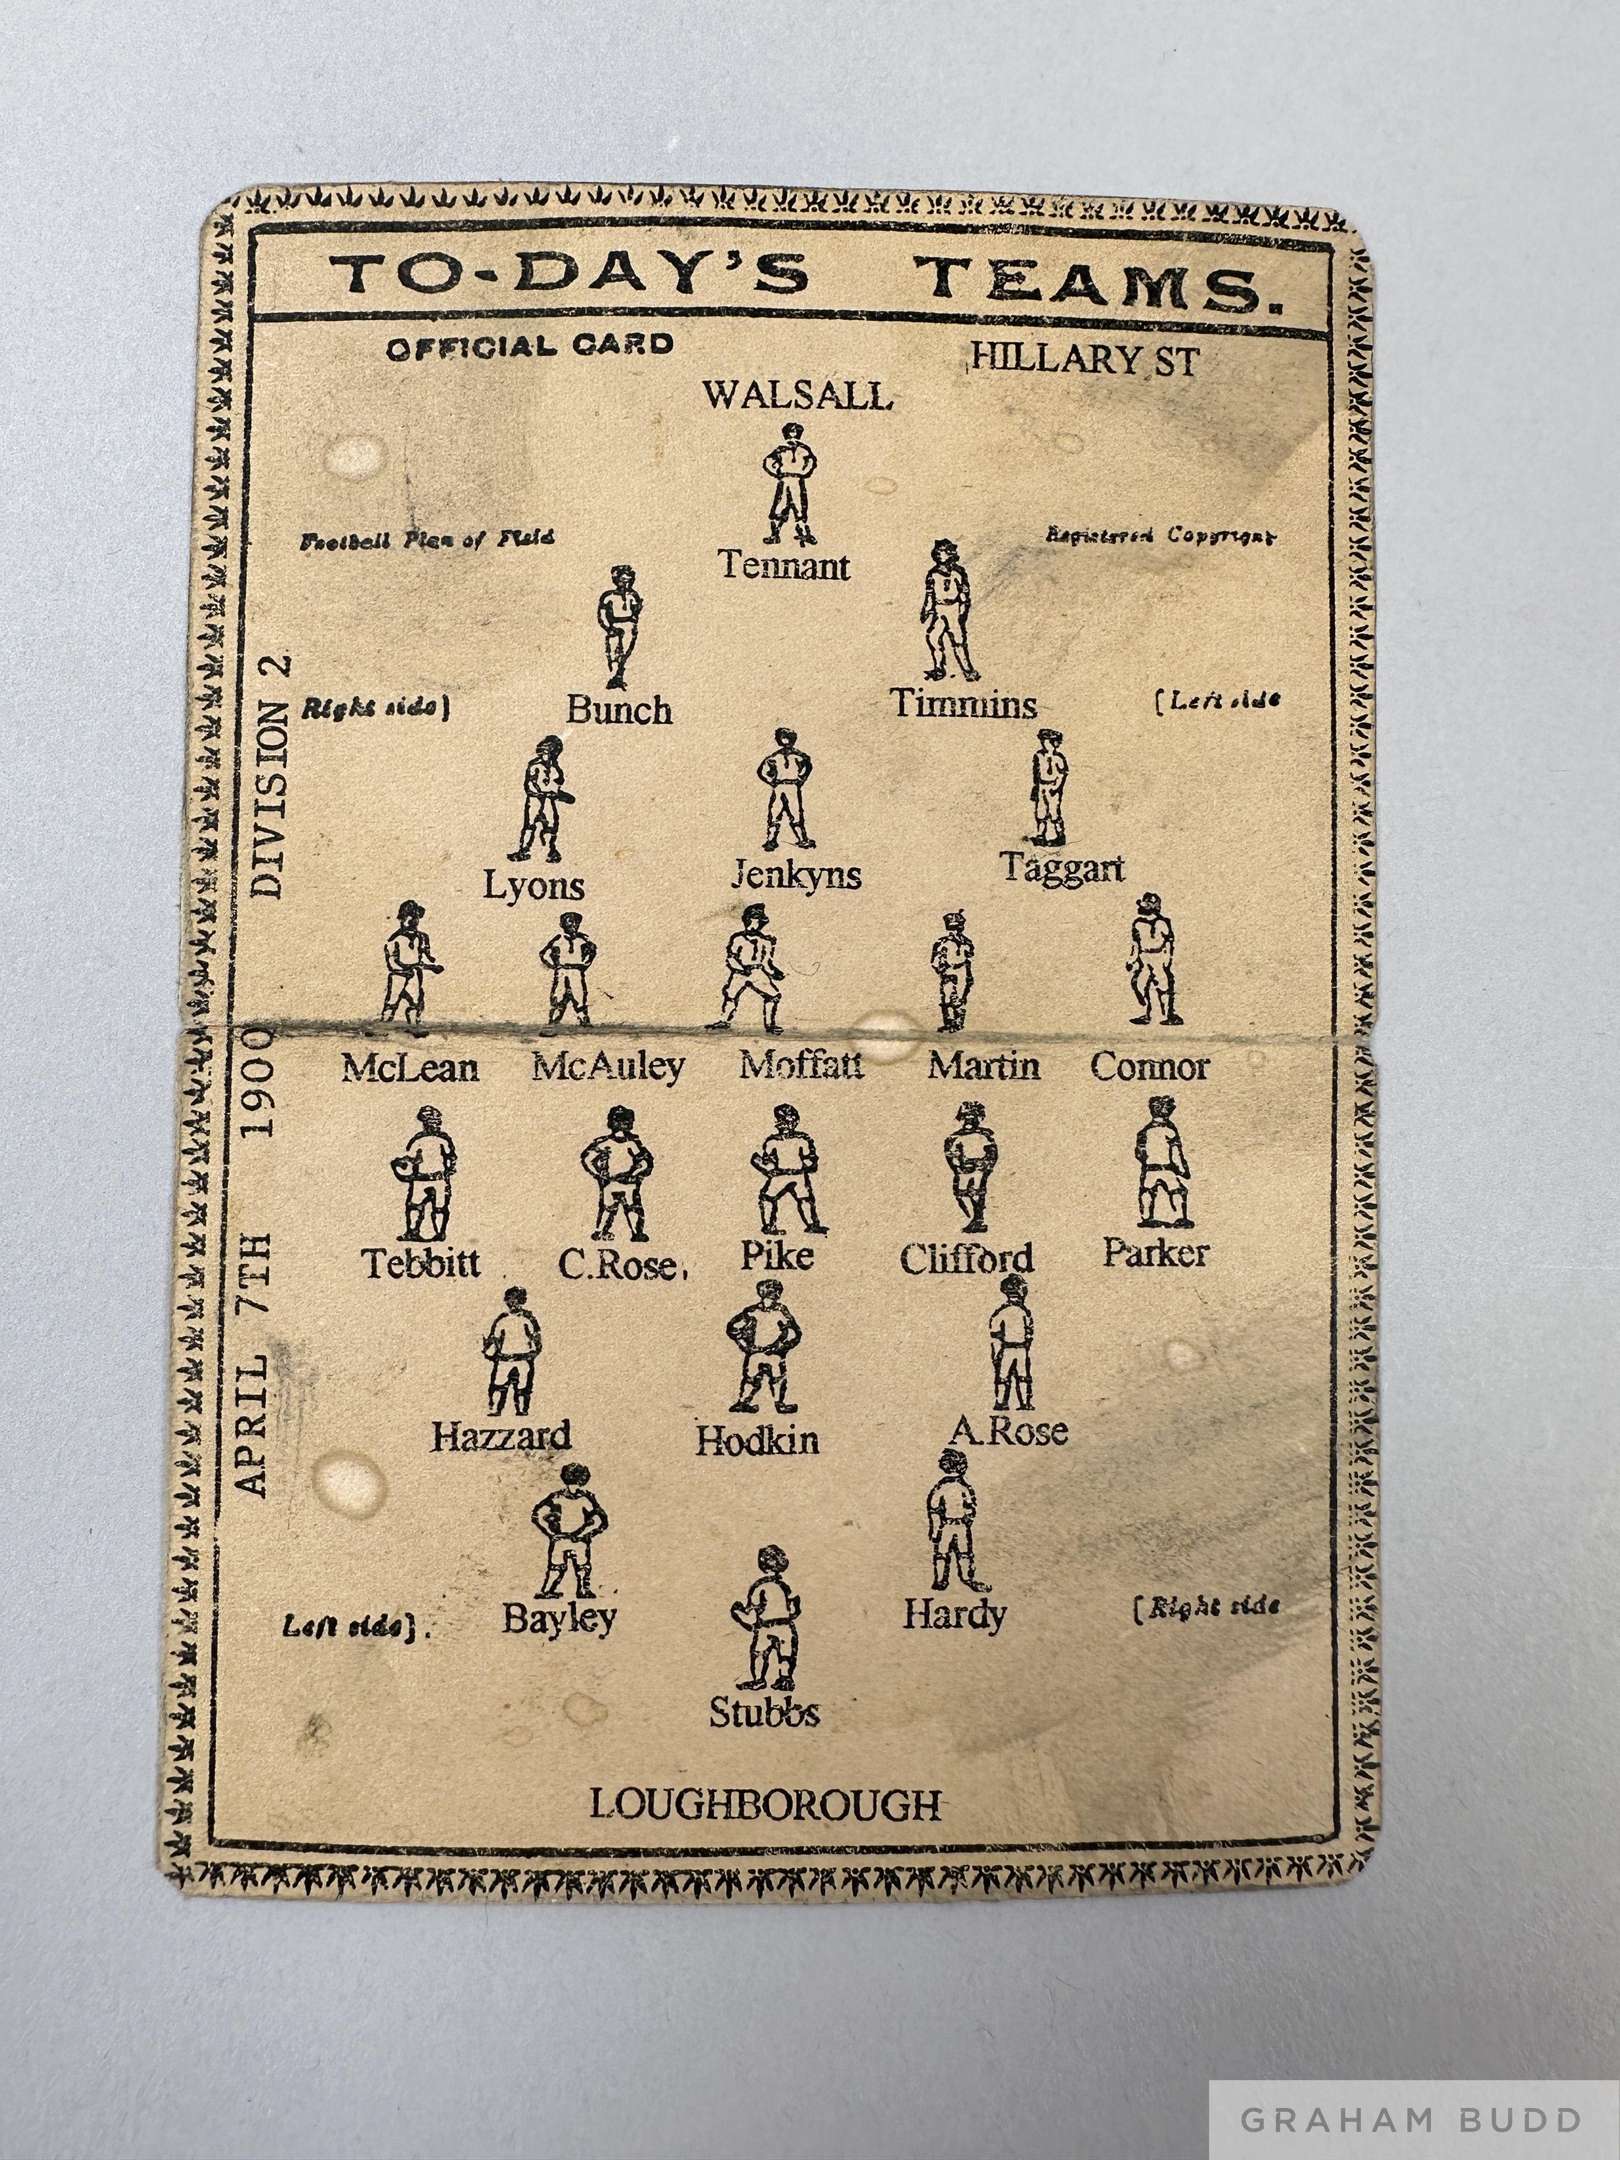 TO-DAY'S TEAMS.
OFFICIAL CARD HILLARY ST
WALSALL
Football Plan of Field Registered Copyright
Tennant
Right side] Bunch Timmins [Left side
Lyons Jenkyns Taggart
McLean McAuley Moffatt Martin Connor
Tebbitt C.Rose, Pike Clifford Parker
Hazzard Hodkin A.Rose
Left side]. Bayley Hardy [Right side
Stubbs
LOUGHBOROUGH
APRIL 7TH 1900 DIVISION 2
GRAHAM BUDD